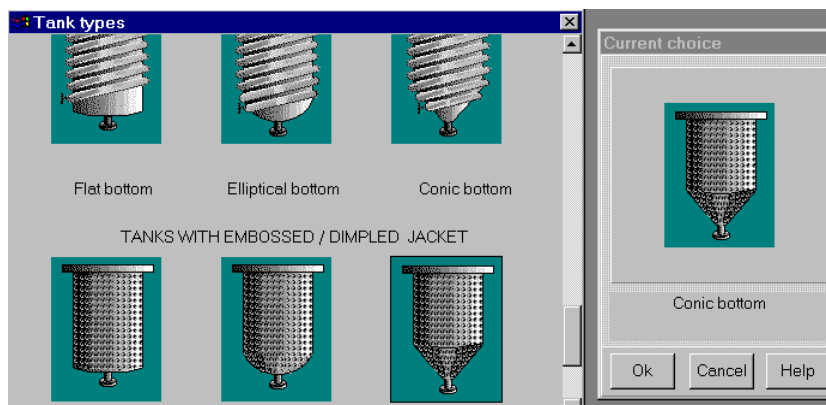 Tank types
Current choice
Flat bottom
Elliptical bottom
Conic bottom
TANKS WITH EMBOSSED / DIMPLED JACKET
Conic bottom
Ok
Cancel
Help